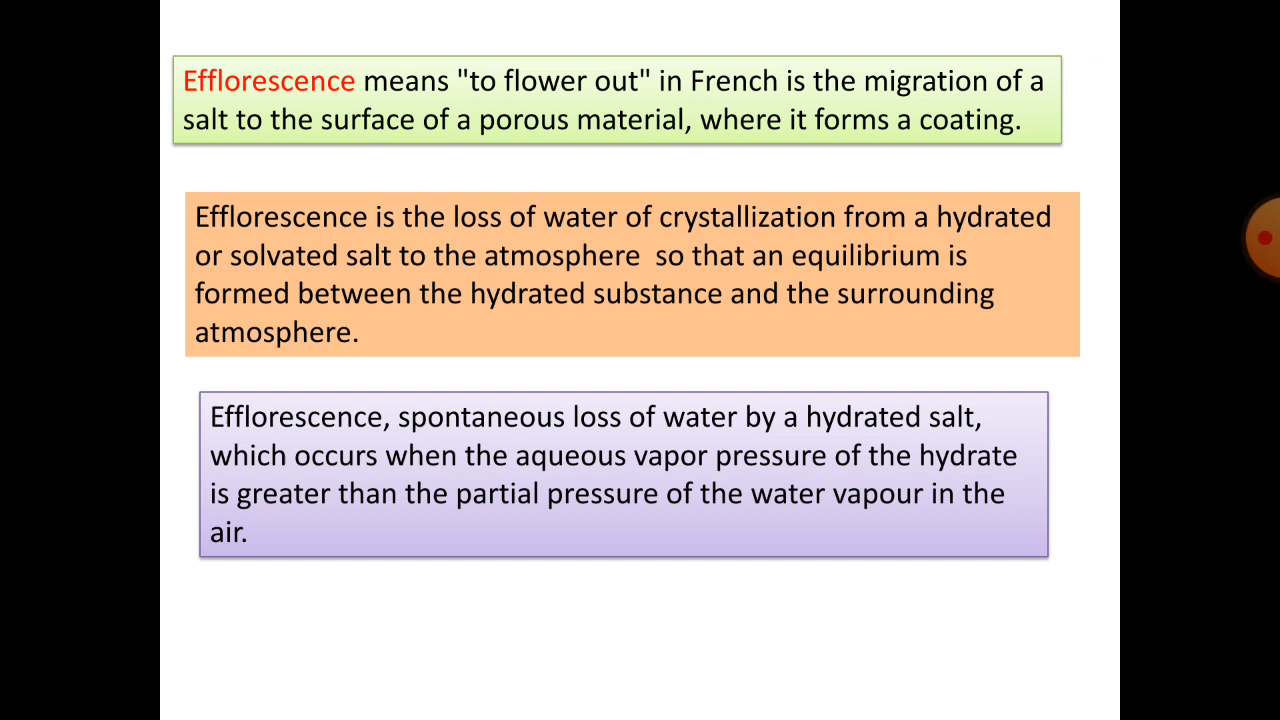 Efflorescence means "to flower out" in French is the migration of a
salt to the surface of a porous material, where it forms a coating.
Efflorescence is the loss of water of crystallization from a hydrated
or solvated salt to the atmosphere  so that an equilibrium is
formed between the hydrated substance and the surrounding
atmosphere.
Efflorescence, spontaneous loss of water by a hydrated salt,
which occurs when the aqueous vapor pressure of the hydrate
is greater than the partial pressure of the water vapour in the
air.